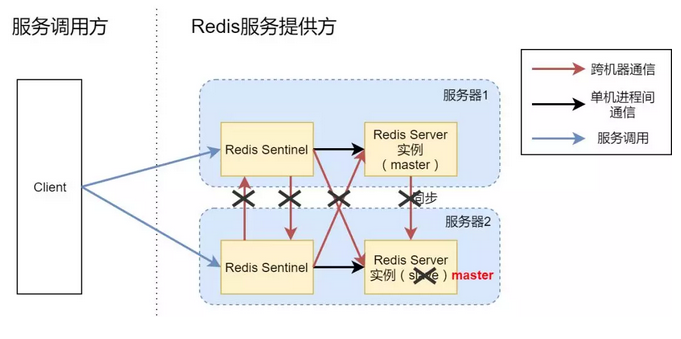 服务调用方
Redis服务提供方
服务器1
跨机器通信
单机进程间
通信
服务调用
Redis Sentinel
Redis Server
实例
（master）
Client
同步
服务器2
Redis Sentinel
Redis Server
实例（slave）master